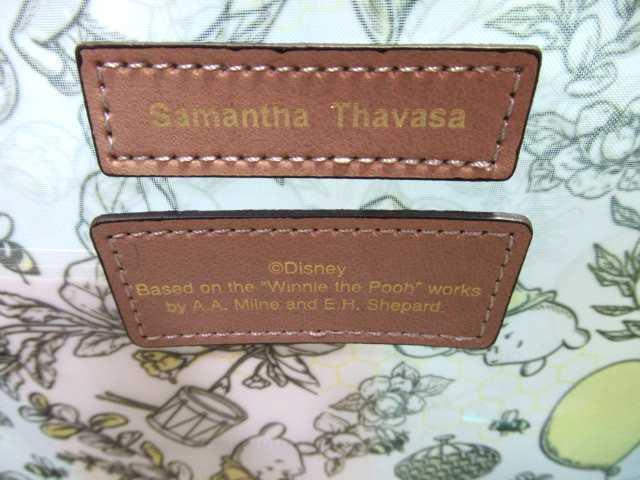 Samantha Thavasa
©Disney
Based on the "Winnie the Pooh" works
by A.A. Milne and E.H. Shepard.